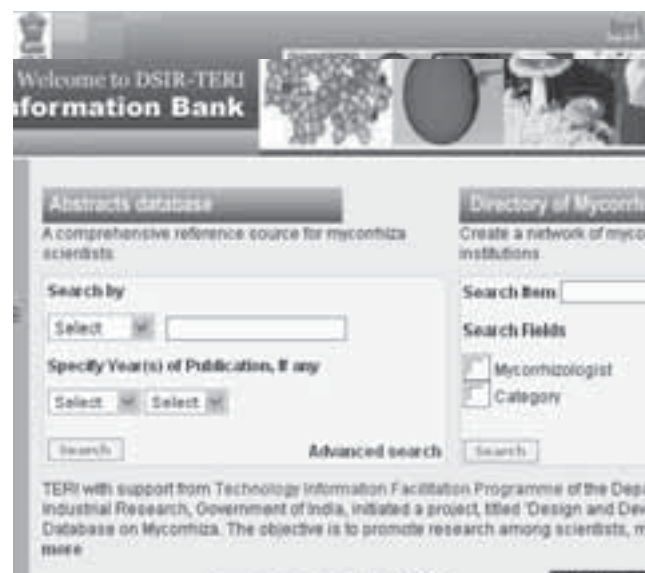 Welcome to DSIR-TERI
formation Bank
Abstracts database
A comprehensive reference source for mycorrhiza
scientists
Search by
Select
Specify Year(s) of Publication, if any
Select Select
Search
Advanced search
Directory of Mycorrh
Create a network of myco
institutions
Search Item
Search Fields
Mycorrhizologist
Category
Search
TERI with support from Technology Information Facilitation Programme of the Depa
Industrial Research, Government of India, initiated a project, titled 'Design and Dev
Database on Mycorrhiza. The objective is to promote research among scientists, m
more